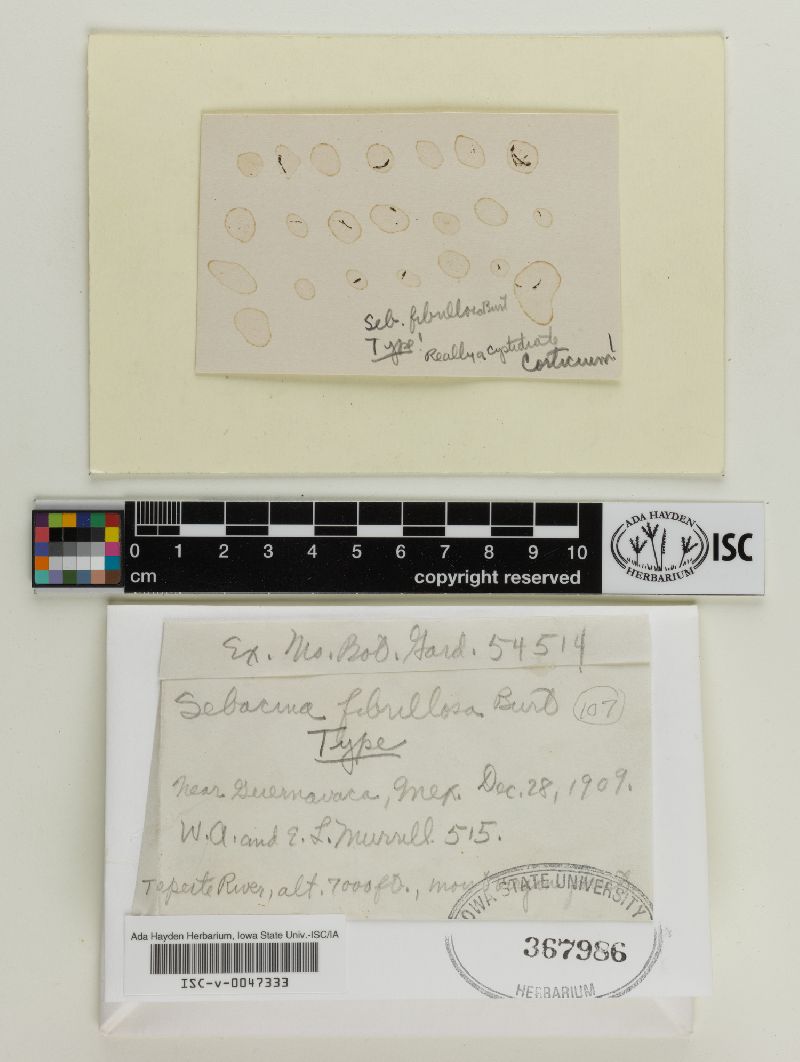 Seb. fibrillosa Burt
Type!
Really a cystidiate
Corticium!
0 1 2 3 4 5 6 7 8 9 10
cm
copyright reserved
ADA HAYDEN
HERBARIUM
ISC
Ex. Mo. Bot. Gard. 54514
Sebacina fibrillosa Burt
107
Type
near Guernavaca, Mex. Dec. 28, 1909.
W.A. and E. L. Murrill. 515.
Tepeite River, alt. 7000 ft.,
IOWA STATE UNIVERSITY
367986
HERBARIUM
Ada Hayden Herbarium, Iowa State Univ.-ISC/IA
ISC-v-0047333